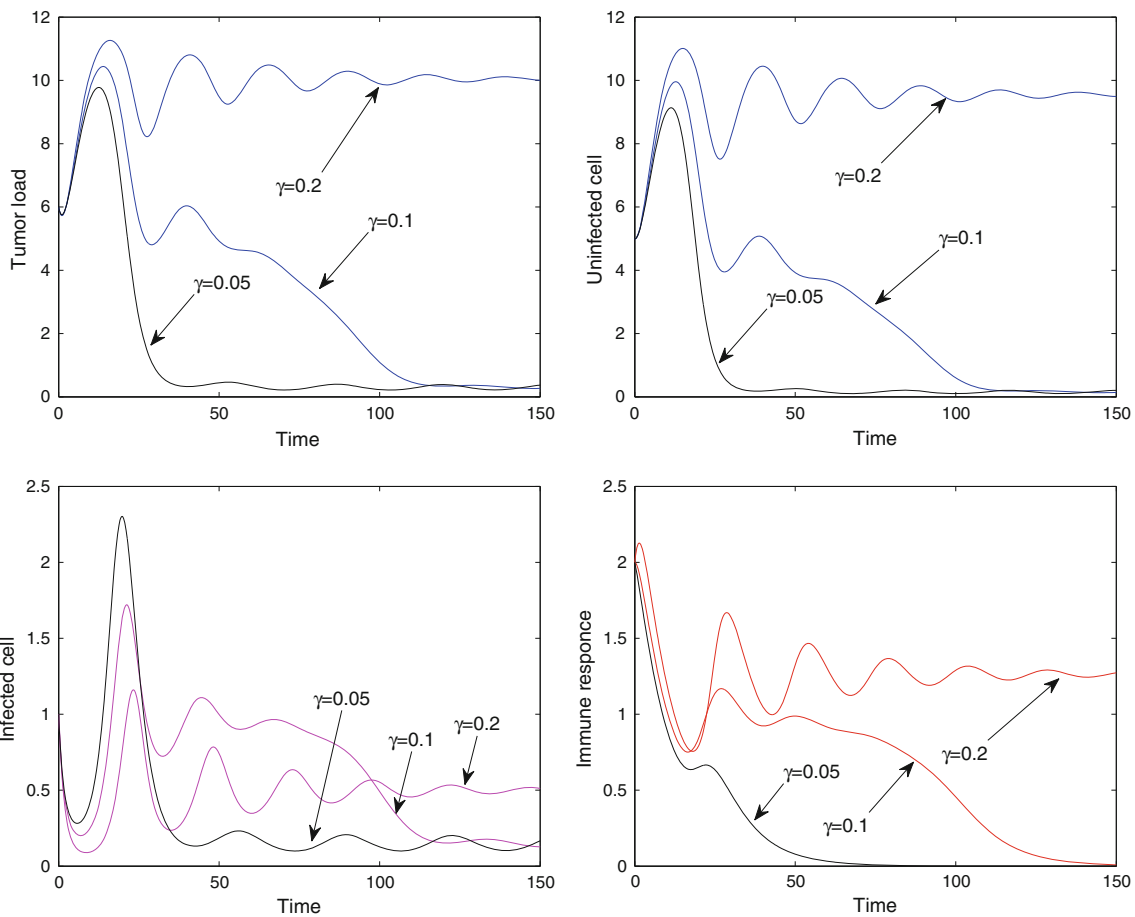 12
10
8
6
4
2
0
0 50 100 150
Tumor load
Time
γ=0.2
γ=0.1
γ=0.05
12
10
8
6
4
2
0
0 50 100 150
Uninfected cell
Time
γ=0.2
γ=0.1
γ=0.05
2.5
2
1.5
1
0.5
0
0 50 100 150
Infected cell
Time
γ=0.05
γ=0.2
γ=0.1
2.5
2
1.5
1
0.5
0
0 50 100 150
Immune responce
Time
γ=0.2
γ=0.05
γ=0.1